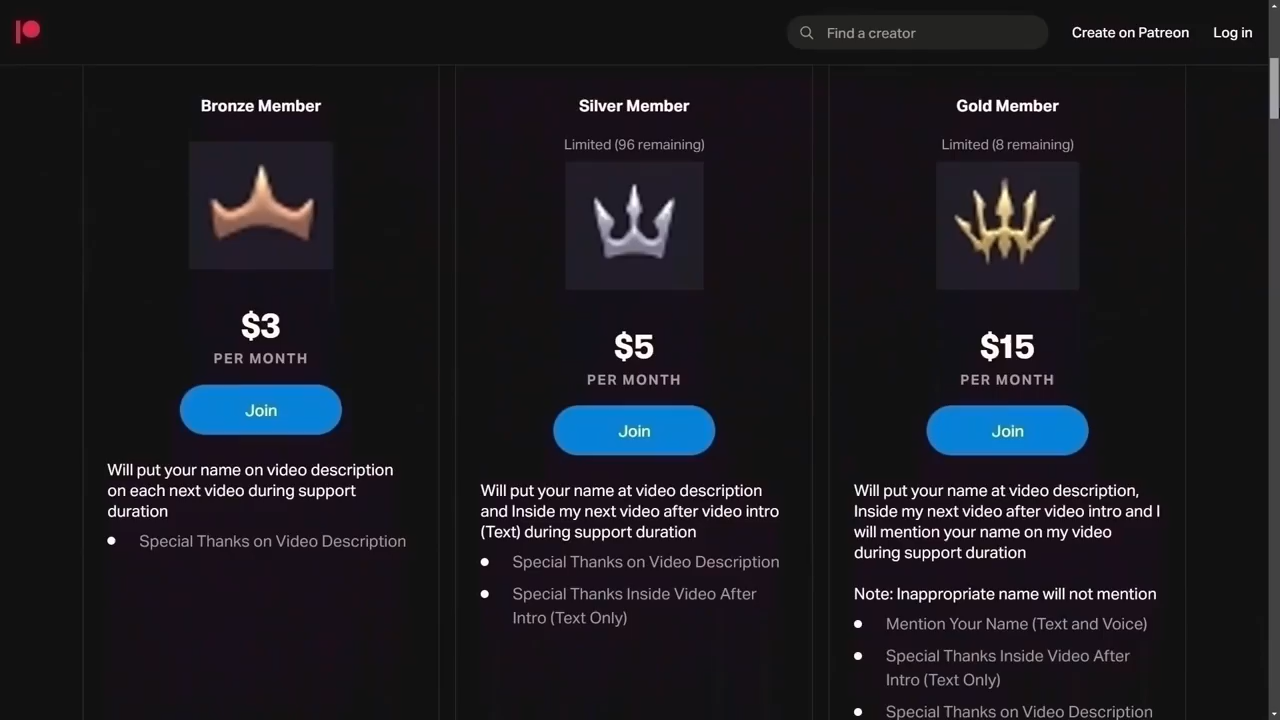 Find a creator
Create on Patreon
Log in
Bronze Member
$3
PER MONTH
Join
Will put your name on video description
on each next video during support
duration
Special Thanks on Video Description
Silver Member
Limited (96 remaining)
$5
PER MONTH
Join
Will put your name at video description
and Inside my next video after video intro
(Text) during support duration
Special Thanks on Video Description
Special Thanks Inside Video After
Intro (Text Only)
Gold Member
Limited (8 remaining)
$15
PER MONTH
Join
Will put your name at video description,
Inside my next video after video intro and I
will mention your name on my video
during support duration
Note: Inappropriate name will not mention
Mention Your Name (Text and Voice)
Special Thanks Inside Video After
Intro (Text Only)
Special Thanks on Video Description